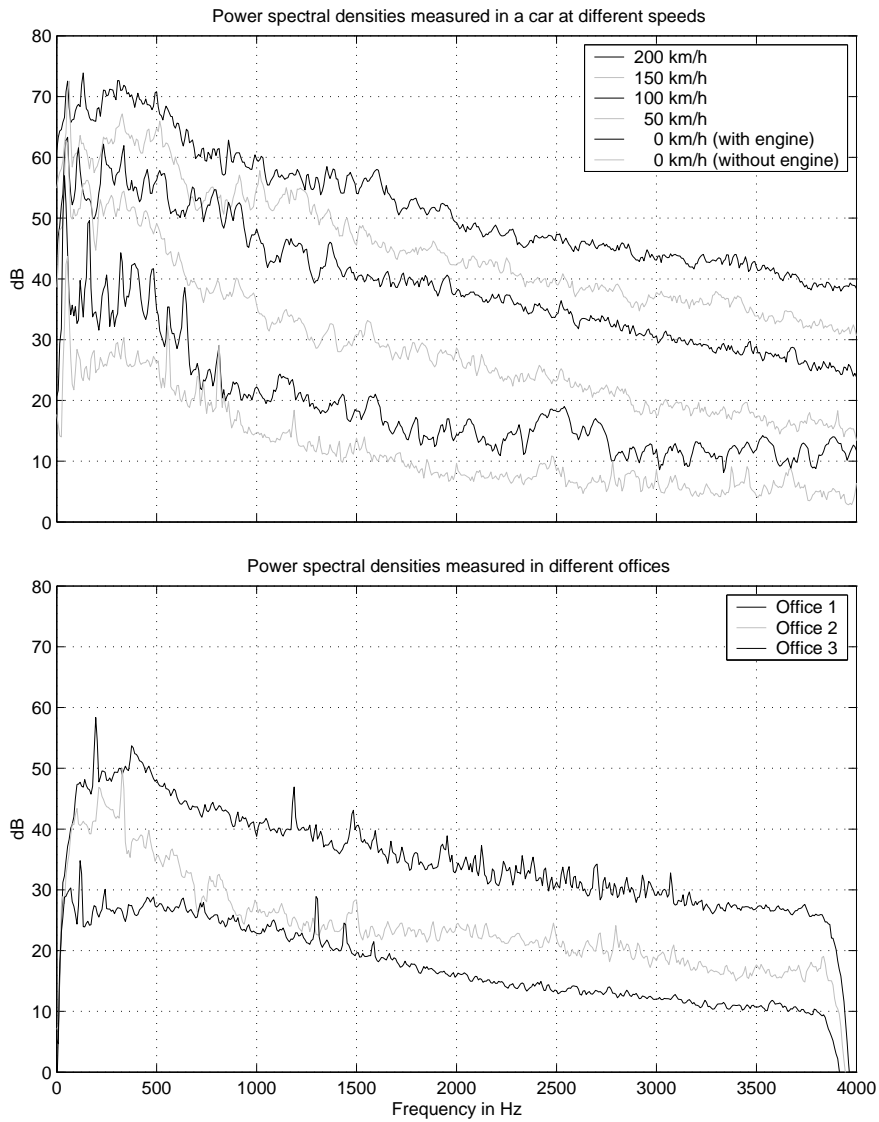 Power spectral densities measured in a car at different speeds
80
70
60
50
40
30
20
10
0
dB
200 km/h
150 km/h
100 km/h
50 km/h
0 km/h (with engine)
0 km/h (without engine)
Power spectral densities measured in different offices
80
70
60
50
40
30
20
10
0
dB
Office 1
Office 2
Office 3
0 500 1000 1500 2000 2500 3000 3500 4000
Frequency in Hz